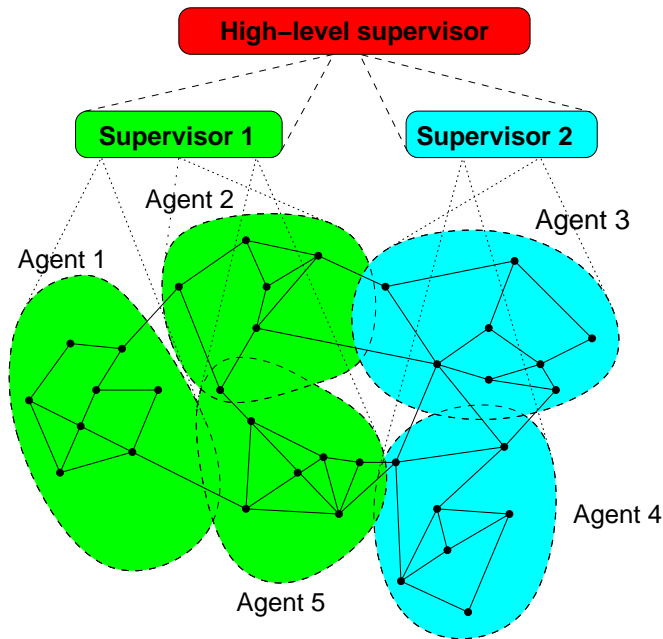 High–level supervisor
Supervisor 1
Supervisor 2
Agent 2
Agent 3
Agent 1
Agent 4
Agent 5